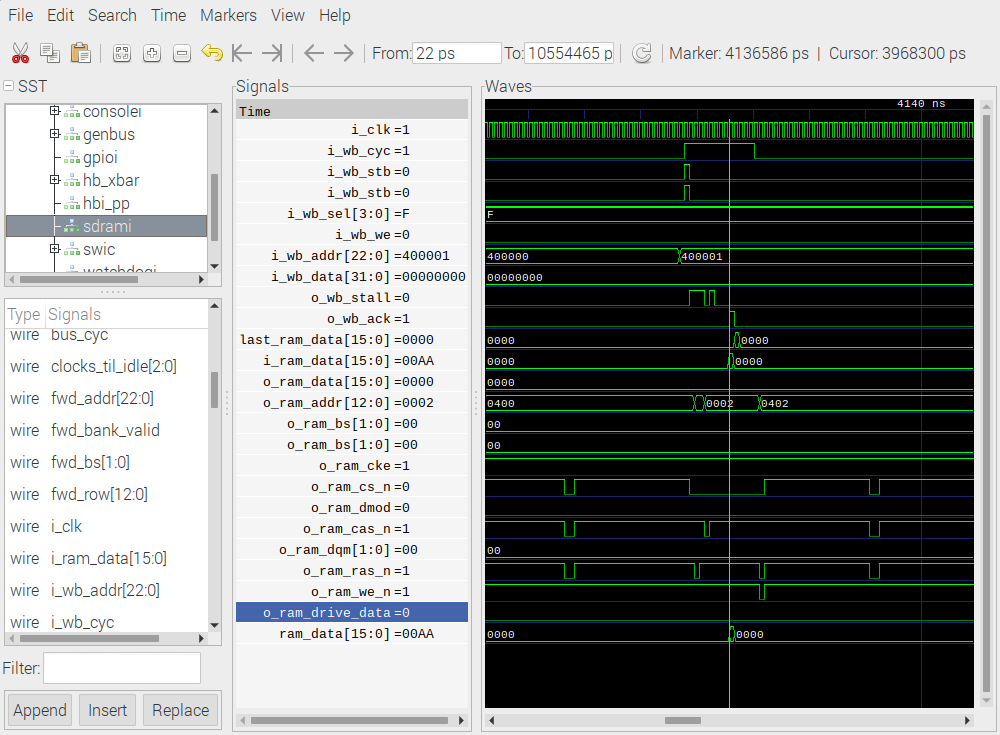 File Edit Search Time Markers View Help
From: 22 ps To: 10554465 p Marker: 4136586 ps | Cursor: 3968300 ps
SST
consolei
genbus
gpioi
hb_xbar
hbi_pp
sdrami
swic
watchdogi
Type Signals
wire bus_cyc
wire clocks_til_idle[2:0]
wire fwd_addr[22:0]
wire fwd_bank_valid
wire fwd_bs[1:0]
wire fwd_row[12:0]
wire i_clk
wire i_ram_data[15:0]
wire i_wb_addr[22:0]
wire i_wb_cyc
Filter:
Append Insert Replace
Signals
Time
i_clk =1
i_wb_cyc =1
i_wb_stb =0
i_wb_stb =0
i_wb_sel[3:0] =F
i_wb_we =0
i_wb_addr[22:0] =400001
i_wb_data[31:0] =00000000
o_wb_stall =0
o_wb_ack =1
last_ram_data[15:0] =0000
i_ram_data[15:0] =00AA
o_ram_data[15:0] =0000
o_ram_addr[12:0] =0002
o_ram_bs[1:0] =00
o_ram_bs[1:0] =00
o_ram_cke =1
o_ram_cs_n =0
o_ram_dmod =0
o_ram_cas_n =1
o_ram_dqm[1:0] =00
o_ram_ras_n =1
o_ram_we_n =1
o_ram_drive_data =0
ram_data[15:0] =00AA
Waves
4140 ns
F
400000 400001
00000000
0000 0000
0000 0000
0000
0400 0002 0402
00
00
00
0000 0000